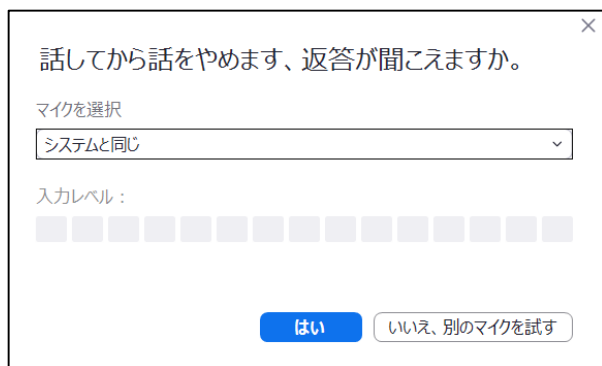 話してから話をやめます、返答が聞こえますか。
マイクを選択
システムと同じ
入力レベル：
はい
いいえ、別のマイクを試す